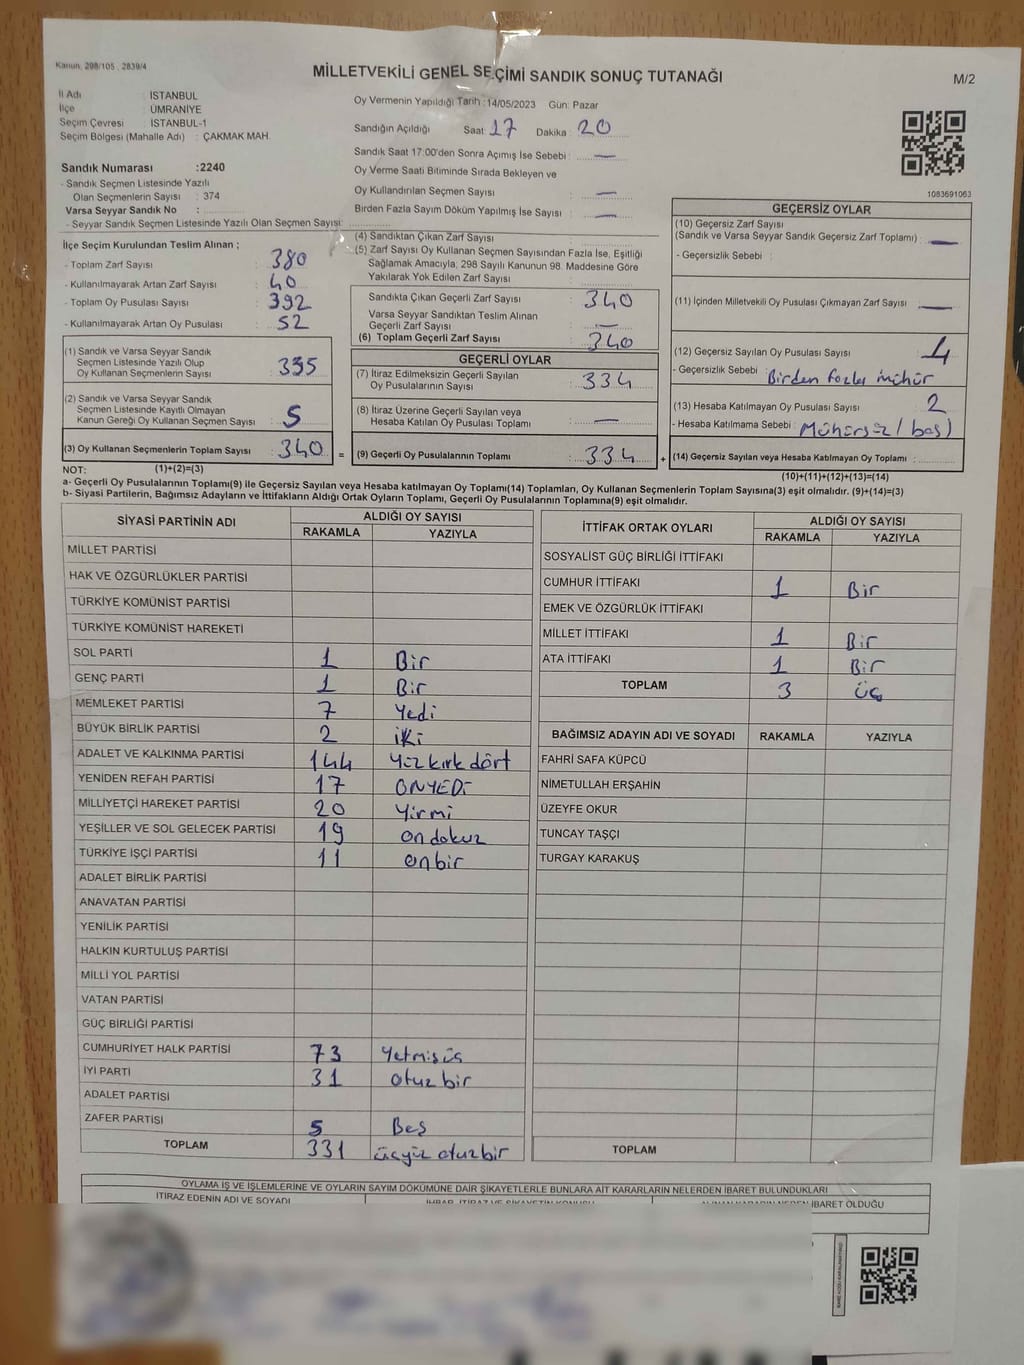 Kanun, 298/105 , 2839/4
MİLLETVEKİLİ GENEL SEÇİMİ SANDIK SONUÇ TUTANAĞI
M/2
İl Adı : İSTANBUL
İlçe : ÜMRANİYE
Seçim Çevresi : İSTANBUL-1
Seçim Bölgesi (Mahalle Adı) : ÇAKMAK MAH.
Sandık Numarası :2240
- Sandık Seçmen Listesinde Yazılı
Olan Seçmenlerin Sayısı : 374
Varsa Seyyar Sandık No :
- Seyyar Sandık Seçmen Listesinde Yazılı Olan Seçmen Sayısı:
İlçe Seçim Kurulundan Teslim Alınan ;
- Toplam Zarf Sayısı : 380
- Kullanılmayarak Artan Zarf Sayısı : 40
- Toplam Oy Pusulası Sayısı : 392
- Kullanılmayarak Artan Oy Pusulası : 52
(1) Sandık ve Varsa Seyyar Sandık
Seçmen Listesinde Yazılı Olup
Oy Kullanan Seçmenlerin Sayısı : 335
(2) Sandık ve Varsa Seyyar Sandık
Seçmen Listesinde Kayıtlı Olmayan
Kanun Gereği Oy Kullanan Seçmen Sayısı : 5
(3) Oy Kullanan Seçmenlerin Toplam Sayısı : 340 =
Oy Vermenin Yapıldığı Tarih :14/05/2023 Gün: Pazar
Sandığın Açıldığı Saat: 17 Dakika : 20
Sandık Saat 17:00'den Sonra Açımış İse Sebebi : —
Oy Verme Saati Bitiminde Sırada Bekleyen ve
Oy Kullandırılan Seçmen Sayısı : —
Birden Fazla Sayım Döküm Yapılmış İse Sayısı : —
(4) Sandıktan Çıkan Zarf Sayısı :
(5) Zarf Sayısı Oy Kullanan Seçmen Sayısından Fazla İse, Eşitliği
Sağlamak Amacıyla, 298 Sayılı Kanunun 98. Maddesine Göre
Yakılarak Yok Edilen Zarf Sayısı :
Sandıkta Çıkan Geçerli Zarf Sayısı : 340
Varsa Seyyar Sandıktan Teslim Alınan
Geçerli Zarf Sayısı : —
(6) Toplam Geçerli Zarf Sayısı : 340
GEÇERLİ OYLAR
(7) İtiraz Edilmeksizin Geçerli Sayılan
Oy Pusulalarının Sayısı : 334
(8) İtiraz Üzerine Geçerli Sayılan veya
Hesaba Katılan Oy Pusulası Toplamı : —
(9) Geçerli Oy Pusulalarının Toplamı : 334 +
1083691063
GEÇERSİZ OYLAR
(10) Geçersiz Zarf Sayısı
(Sandık ve Varsa Seyyar Sandık Geçersiz Zarf Toplamı) : —
- Geçersizlik Sebebi :
(11) İçinden Milletvekili Oy Pusulası Çıkmayan Zarf Sayısı : —
(12) Geçersiz Sayılan Oy Pusulası Sayısı : 4
- Geçersizlik Sebebi : Birden fazla mühür
(13) Hesaba Katılmayan Oy Pusulası Sayısı : 2
- Hesaba Katılmama Sebebi : Mühürsüz (boş)
(14) Geçersiz Sayılan veya Hesaba Katılmayan Oy Toplamı :
NOT: (1)+(2)=(3)
(10)+(11)+(12)+(13)=(14)
a- Geçerli Oy Pusulalarının Toplamı(9) ile Geçersiz Sayılan veya Hesaba Katılmayan Oy Toplamı(14) Toplamları, Oy Kullanan Seçmenlerin Toplam Sayısına(3) eşit olmalıdır. (9)+(14)=(3)
b- Siyasi Partilerin, Bağımsız Adayların ve İttifakların Aldığı Ortak Oyların Toplamı, Geçerli Oy Pusulalarının Toplamına(9) eşit olmalıdır.
SİYASİ PARTİNİN ADI ALDIĞI OY SAYISI
RAKAMLA YAZIYLA
MİLLET PARTİSİ
HAK VE ÖZGÜRLÜKLER PARTİSİ
TÜRKİYE KOMÜNİST PARTİSİ
TÜRKİYE KOMÜNİST HAREKETİ
SOL PARTİ 1 Bir
GENÇ PARTİ 1 Bir
MEMLEKET PARTİSİ 7 Yedi
BÜYÜK BİRLİK PARTİSİ 2 iki
ADALET VE KALKINMA PARTİSİ 144 Yüz kırk dört
YENİDEN REFAH PARTİSİ 17 ONYEDİ
MİLLİYETÇİ HAREKET PARTİSİ 20 Yirmi
YEŞİLLER VE SOL GELECEK PARTİSİ 19 on dokuz
TÜRKİYE İŞÇİ PARTİSİ 11 onbir
ADALET BİRLİK PARTİSİ
ANAVATAN PARTİSİ
YENİLİK PARTİSİ
HALKIN KURTULUŞ PARTİSİ
MİLLİ YOL PARTİSİ
VATAN PARTİSİ
GÜÇ BİRLİĞİ PARTİSİ
CUMHURİYET HALK PARTİSİ 73 Yetmişüç
İYİ PARTİ 31 otuz bir
ADALET PARTİSİ
ZAFER PARTİSİ 5 Beş
TOPLAM 331 üçyüz otuzbir
İTTİFAK ORTAK OYLARI ALDIĞI OY SAYISI
RAKAMLA YAZIYLA
SOSYALİST GÜÇ BİRLİĞİ İTTİFAKI
CUMHUR İTTİFAKI 1 Bir
EMEK VE ÖZGÜRLÜK İTTİFAKI
MİLLET İTTİFAKI 1 Bir
ATA İTTİFAKI 1 Bir
TOPLAM 3 üç
BAĞIMSIZ ADAYIN ADI VE SOYADI RAKAMLA YAZIYLA
FAHRİ SAFA KÜPCÜ
NİMETULLAH ERŞAHİN
ÜZEYFE OKUR
TUNCAY TAŞÇI
TURGAY KARAKUŞ
TOPLAM
OYLAMA İŞ VE İŞLEMLERİNE VE OYLARIN SAYIM DÖKÜMÜNE DAİR ŞİKAYETLERLE BUNLARA AİT KARARLARIN NELERDEN İBARET BULUNDUKLARI
İTİRAZ EDENİN ADI VE SOYADI
İBARET OLDUĞU